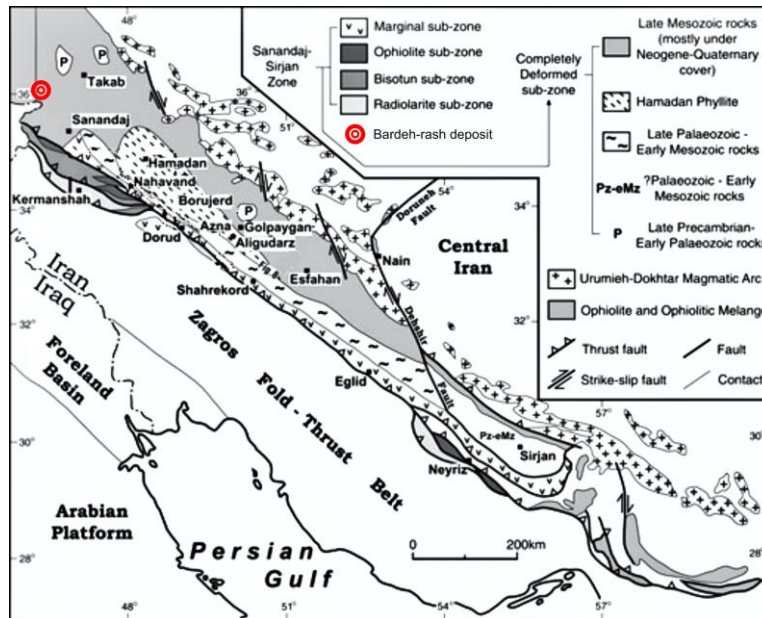 48°
51°
54°
57°
36°
34°
32°
30°
28°
Sanandaj-
Sirjan
Zone
Marginal sub-zone
Ophiolite sub-zone
Bisotun sub-zone
Radiolarite sub-zone
Bardeh-rash deposit
Completely
Deformed
sub-zone
Late Mesozoic rocks
(mostly under
Neogene-Quaternary
cover)
Hamadan Phyllite
Late Palaeozoic -
Early Mesozoic rocks
Pz-eMz
?Palaeozoic - Early
Mesozoic rocks
P
Late Precambrian-
Early Palaeozoic rocks
Urumieh-Dokhtar Magmatic Arc
Ophiolite and Ophiolitic Melange
Thrust fault
Fault
Strike-slip fault
Contact
P
P
Takab
Sanandaj
Hamadan
Nahavand
Kermanshah
Borujerd
P
Azna
Golpaygan
Aligudarz
Dorud
Fig. 8
Shahrekord
Esfahan
Nain
Doruneh
Fault
Central
Iran
34°
32°
Dehshir
Fault
Iran
Iraq
Foreland
Basin
Zagros
Fold - Thrust
Belt
Eglid
Pz-eMz
Sirjan
Neyriz
57°
30°
28°
Arabian
Platform
Persian
Gulf
0
200km
48°
51°
54°
57°